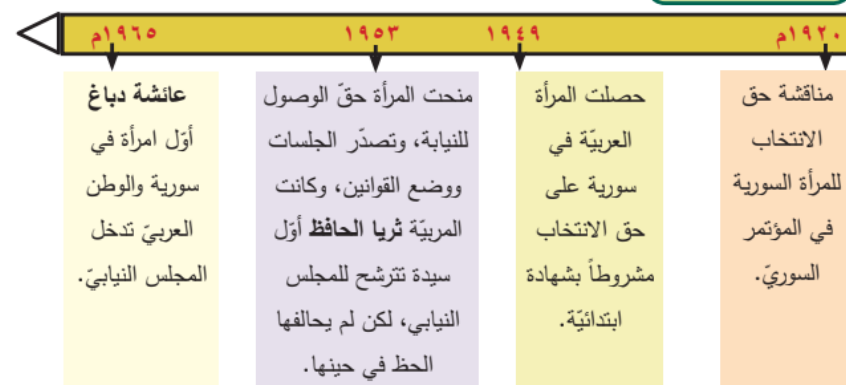 ١٩٢٠م
١٩٤٩
١٩٥٣
١٩٦٥م
مناقشة حق
الانتخاب
للمرأة السورية
في المؤتمر
السوريّ.
حصلت المرأة
العربيّة في
سورية على
حق الانتخاب
مشروطاً بشهادة
ابتدائيّة.
منحت المرأة حقّ الوصول
للنيابة، وتصدّر الجلسات
ووضع القوانين، وكانت
المربيّة ثريا الحافظ أوّل
سيدة تترشح للمجلس
النيابي، لكن لم يحالفها
الحظ في حينها.
عائشة دباغ
أوّل امرأة في
سورية والوطن
العربيّ تدخل
المجلس النيابيّ.